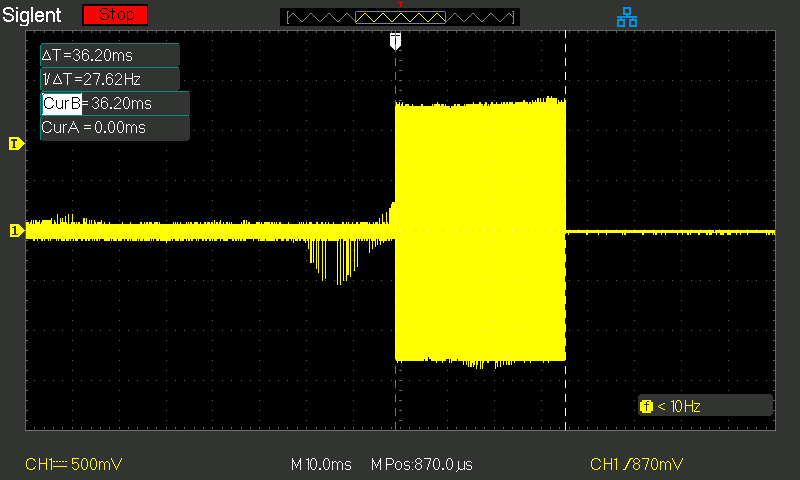 Siglent Stop
T
T
ΔT=36.20ms
1/ΔT=27.62Hz
CurB=36.20ms
CurA=0.00ms
T
1
f < 10Hz
CH1 500mV M 10.0ms M Pos:870.0µs CH1 870mV